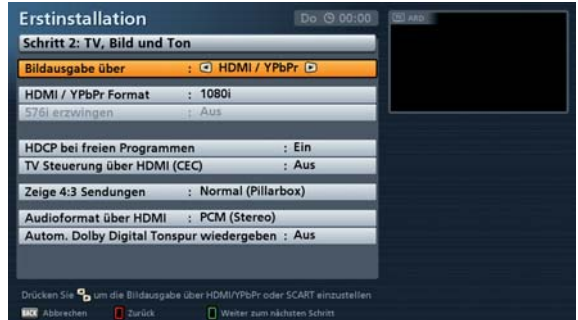 Erstinstallation
Do 00:00
ARD
Schritt 2: TV, Bild und Ton
Bildausgabe über : HDMI / YPbPr
HDMI / YPbPr Format : 1080i
576i erzwingen : Aus
HDCP bei freien Programmen : Ein
TV Steuerung über HDMI (CEC) : Aus
Zeige 4:3 Sendungen : Normal (Pillarbox)
Audioformat über HDMI : PCM (Stereo)
Autom. Dolby Digital Tonspur wiedergeben : Aus
Drücken Sie um die Bildausgabe über HDMI/YPbPr oder SCART einzustellen
BACK Abbrechen Zurück Weiter zum nächsten Schritt